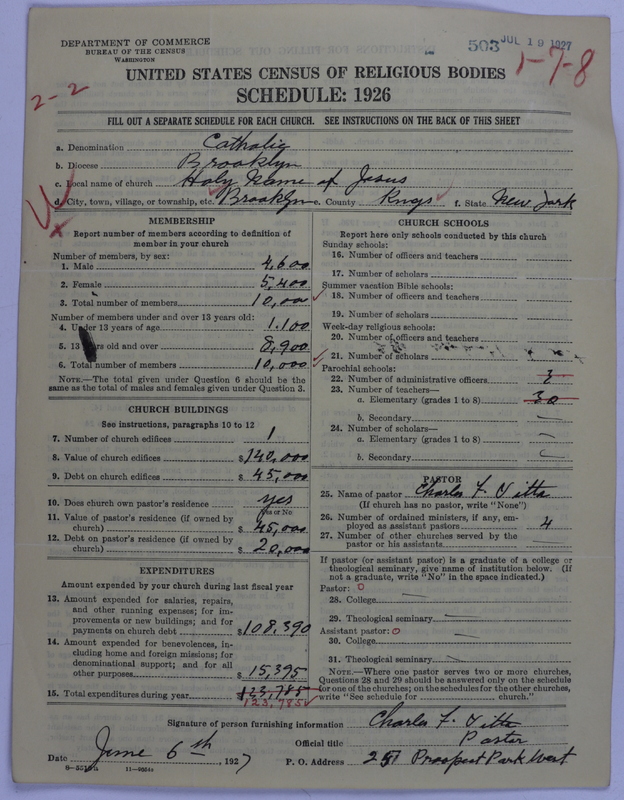 503 JUL 19 1927
1-7-8
2-2
DEPARTMENT OF COMMERCE
BUREAU OF THE CENSUS
WASHINGTON
UNITED STATES CENSUS OF RELIGIOUS BODIES
SCHEDULE: 1926
FILL OUT A SEPARATE SCHEDULE FOR EACH CHURCH. SEE INSTRUCTIONS ON THE BACK OF THIS SHEET
a. Denomination Catholic
b. Diocese Brooklyn
c. Local name of church Holy Name of Jesus
d. City, town, village, or township, etc. Brooklyn e. County Kings f. State New York
MEMBERSHIP
Report number of members according to definition of
member in your church
Number of members, by sex:
1. Male 4,600
2. Female 5,400
3. Total number of members 10,000
Number of members under and over 13 years old:
4. Under 13 years of age 1.100
5. 13 years old and over 8,900
6. Total number of members 10,000
NOTE.—The total given under Question 6 should be the
same as the total of males and females given under Question 3.
CHURCH BUILDINGS
See instructions, paragraphs 10 to 12
7. Number of church edifices 1
8. Value of church edifices $140,000
9. Debt on church edifices $45,000
10. Does church own pastor's residence yes
Yes or No
11. Value of pastor's residence (if owned by
church) $45,000
12. Debt on pastor's residence (if owned by
church) $20,000
EXPENDITURES
Amount expended by your church during last fiscal year
13. Amount expended for salaries, repairs,
and other running expenses; for im-
provements or new buildings; and for
payments on church debt $108,390
14. Amount expended for benevolences, in-
cluding home and foreign missions; for
denominational support; and for all
other purposes $15,395
15. Total expenditures during year $123,785
123,785
CHURCH SCHOOLS
Report here only schools conducted by this church
Sunday schools:
16. Number of officers and teachers
17. Number of scholars
Summer vacation Bible schools:
18. Number of officers and teachers
19. Number of scholars
Week-day religious schools:
20. Number of officers and teachers
21. Number of scholars
Parochial schools:
22. Number of administrative officers
23. Number of teachers—
a. Elementary (grades 1 to 8) 30
b. Secondary
24. Number of scholars—
a. Elementary (grades 1 to 8)
b. Secondary
PASTOR
25. Name of pastor Charles F. Vitta
(If church has no pastor, write "None")
26. Number of ordained ministers, if any, em-
ployed as assistant pastors 4
27. Number of other churches served by the
pastor or his assistants
If pastor (or assistant pastor) is a graduate of a college or
theological seminary, give name of institution below. (If
not a graduate, write "No" in the space indicated.)
Pastor:
28. College
29. Theological seminary
Assistant pastor:
30. College
31. Theological seminary
NOTE.—Where one pastor serves two or more churches,
Questions 28 and 29 should be answered only on the schedule
for one of the churches; on the schedules for the other churches,
write "See schedule for church."
Signature of person furnishing information Charles F. Vitta
Official title Pastor
Date June 6th, 1927 P. O. Address Prospect Park West
11-9864